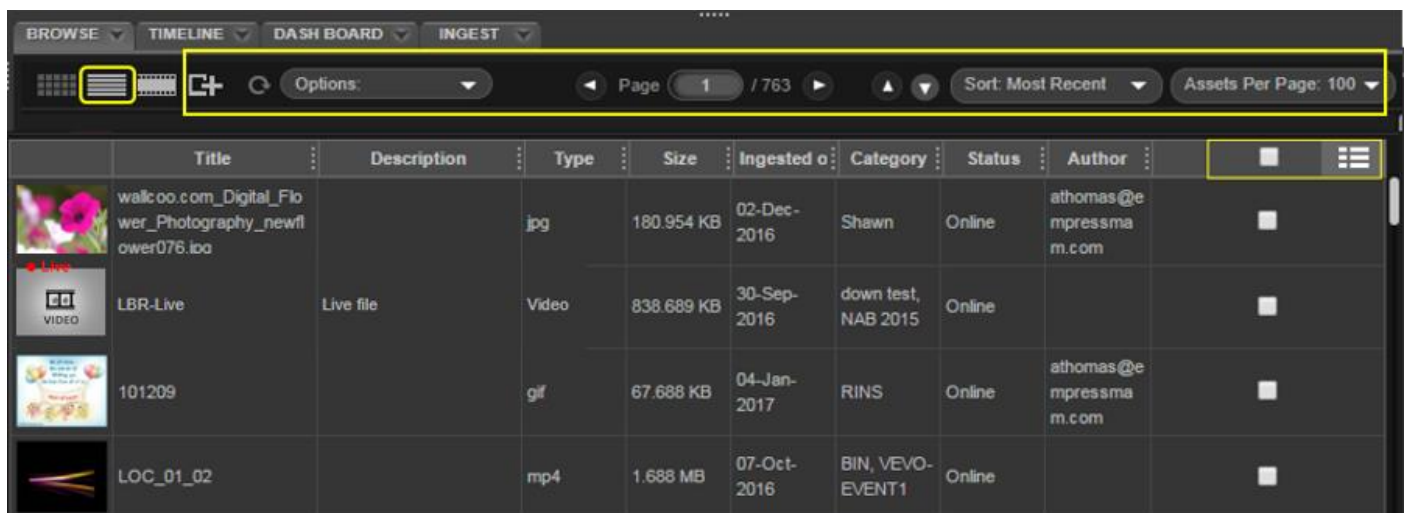 BROWSE TIMELINE DASH BOARD INGEST
Options: Page 1 / 763 Sort: Most Recent Assets Per Page: 100
Title Description Type Size Ingested o Category Status Author
wallcoo.com_Digital_Flo
wer_Photography_newfl
ower076.jpg
jpg
180.954 KB
02-Dec-
2016
Shawn
Online
athomas@e
mpressma
m.com
Live
VIDEO
LBR-Live
Live file
Video
838.689 KB
30-Sep-
2016
down test,
NAB 2015
Online
101209
gif
67.688 KB
04-Jan-
2017
RINS
Online
athomas@e
mpressma
m.com
LOC_01_02
mp4
1.688 MB
07-Oct-
2016
BIN, VEVO-
EVENT1
Online